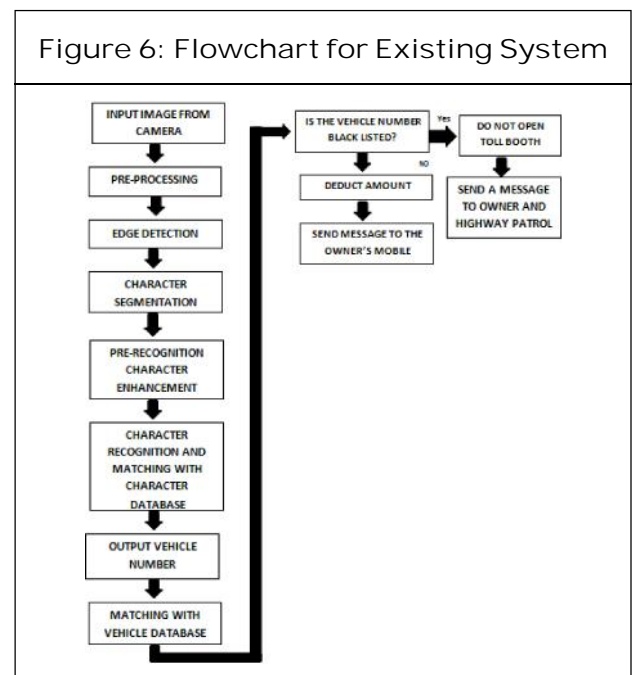 Figure 6: Flowchart for Existing System
INPUT IMAGE FROM
CAMERA
PRE-PROCESSING
EDGE DETECTION
CHARACTER
SEGMENTATION
PRE-RECOGNITION
CHARACTER
ENHANCEMENT
CHARACTER
RECOGNITION AND
MATCHING WITH
CHARACTER
DATABASE
OUTPUT VEHICLE
NUMBER
MATCHING WITH
VEHICLE DATABASE
IS THE VEHICLE NUMBER
BLACK LISTED?
Yes
DO NOT OPEN
TOLL BOOTH
SEND A MESSAGE
TO OWNER AND
HIGHWAY PATROL
NO
DEDUCT AMOUNT
SEND MESSAGE TO THE
OWNER'S MOBILE